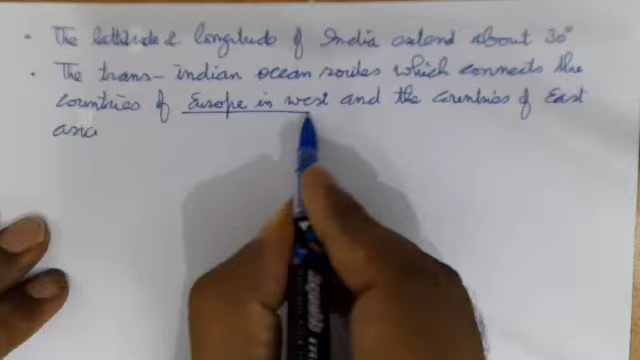 • The lattitude & longitude of India extend about 30°
• The trans-indian ocean routes which connects the
countries of Europe in west and the countries of East
asia